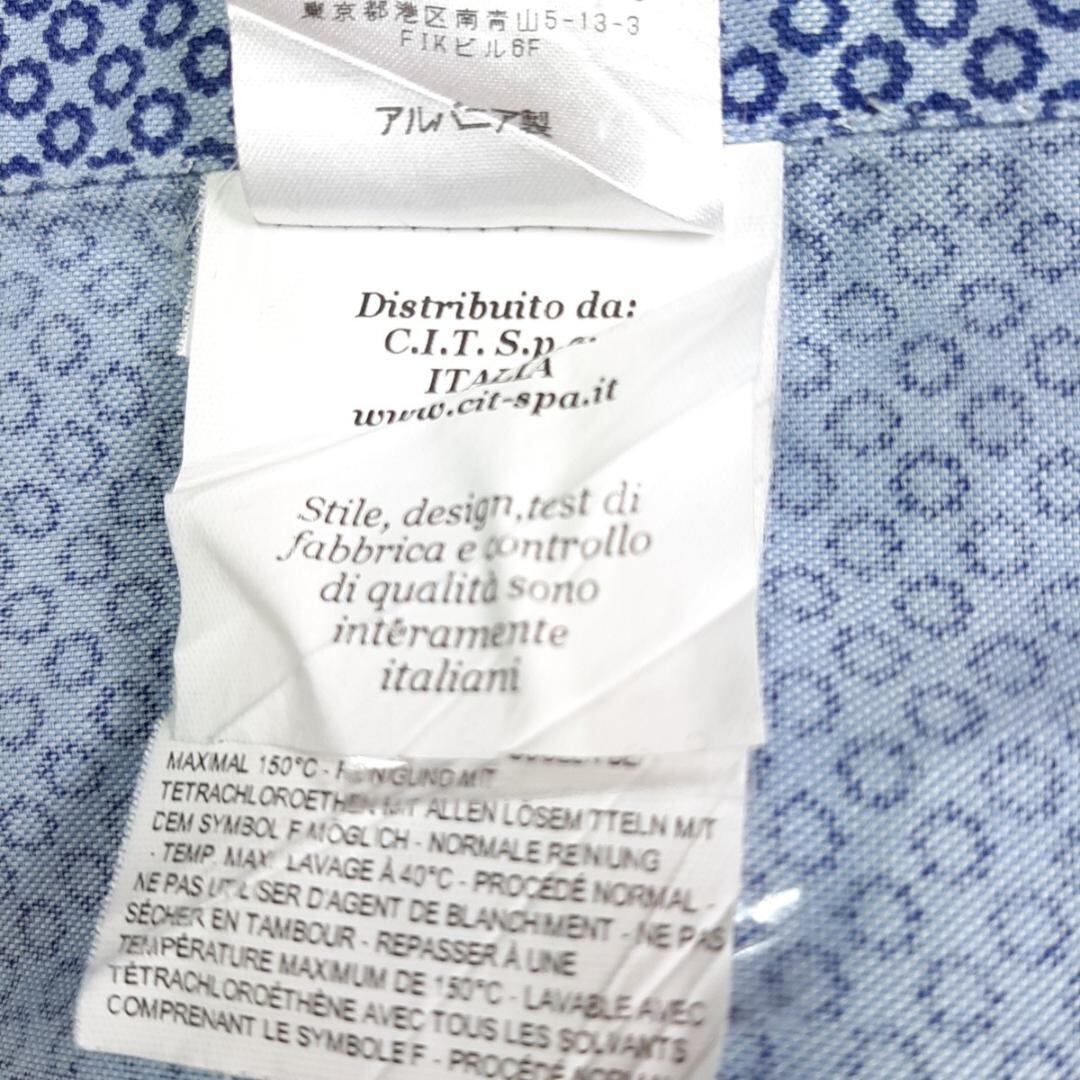 東京都港区南青山5-13-3
FIKビル6F
アルバニア製
Distribuito da:
C.I.T. S.p.a.
ITALIA
www.cit-spa.it
Stile, design,test di
fabbrica e controllo
di qualità sono
interamente
italiani
MAXIMAL 150°C - REINIGUNG MIT
TETRACHLOROETHEN MIT ALLEN LÖSEMITTELN MIT
DEM SYMBOL F MÖGLICH - NORMALE REINIUNG
- TEMP. MAX. LAVAGE À 40°C - PROCÉDÉ NORMAL -
NE PAS UTILISER D'AGENT DE BLANCHIMENT - NE PAS
SÉCHER EN TAMBOUR - REPASSER À UNE
TEMPÉRATURE MAXIMUM DE 150°C - LAVABLE AVEC
TÉTRACHLOROÉTHÈNE AVEC TOUS LES SOLVANTS
COMPRENANT LE SYMBOLE F - PROCÉDÉ NORMAL